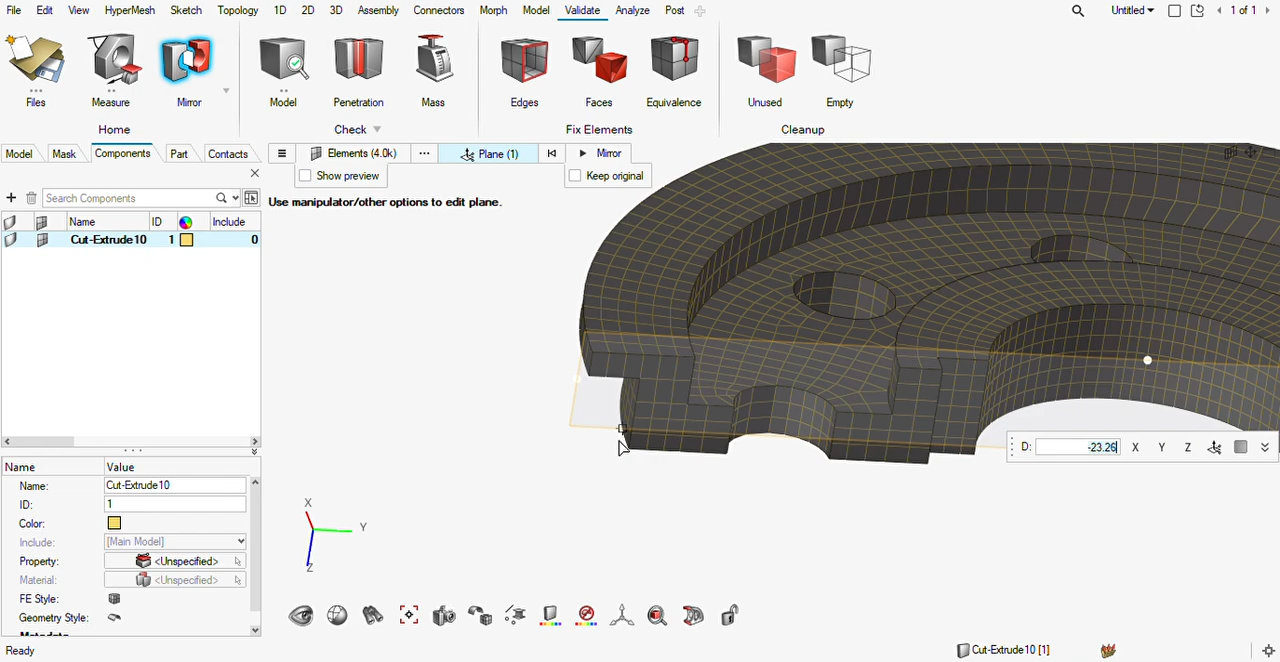 File Edit View HyperMesh Sketch Topology 1D 2D 3D Assembly Connectors Morph Model Validate Analyze Post Untitled 1 of 1
Files Measure Mirror Model Penetration Mass Edges Faces Equivalence Unused Empty
Home Check Fix Elements Cleanup
Model Mask Components Part Contacts Elements (4.0k) Plane (1) Mirror
Show preview Keep original
Search Components
Use manipulator/other options to edit plane.
Name ID Include
Cut-Extrude10 1 0
D: -23.26 X Y Z
Name Value
Name: Cut-Extrude10
ID: 1
Color:
Include: [Main Model]
Property: <Unspecified>
Material: <Unspecified>
FE Style:
Geometry Style:
Metadata
X
Y
Z
Ready Cut-Extrude10 [1]